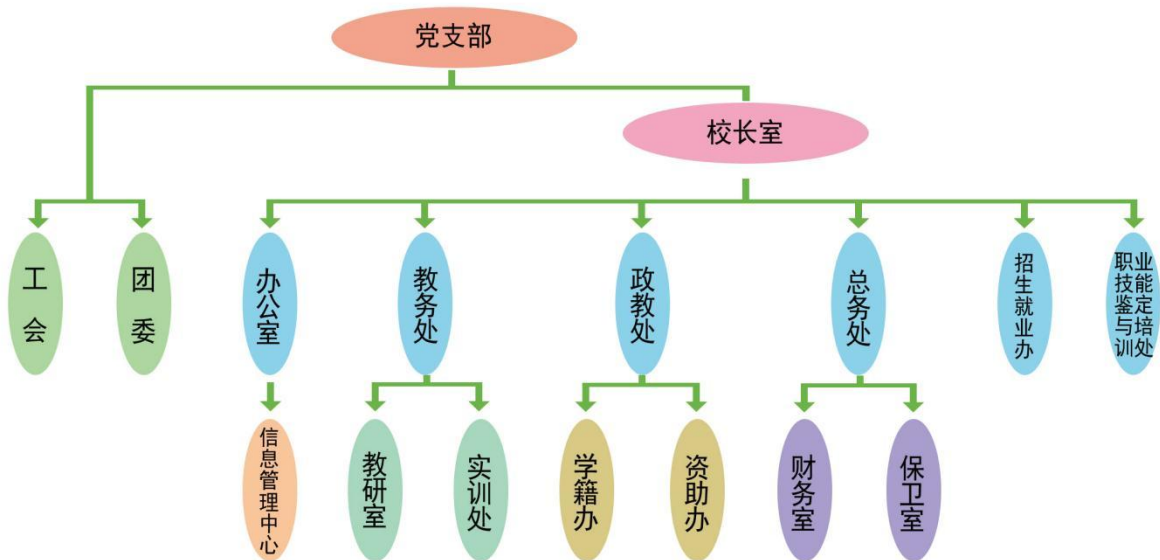 党支部
校长室
工会
团委
办公室
教务处
政教处
总务处
招生就业办
职业技能鉴定与培训处
信息管理中心
教研室
实训处
学籍办
资助办
财务室
保卫室